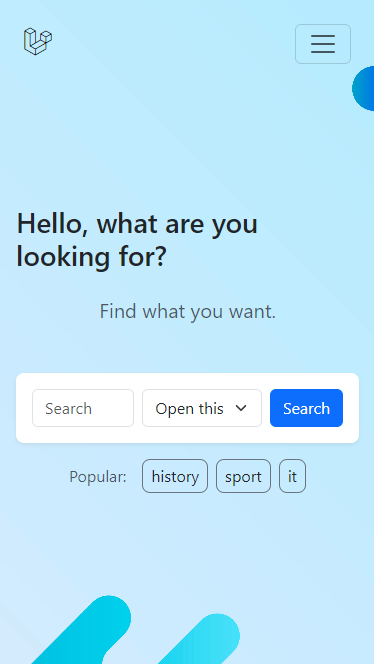 Hello, what are you
looking for?
Find what you want.
Search Open this Search
Popular: history sport it